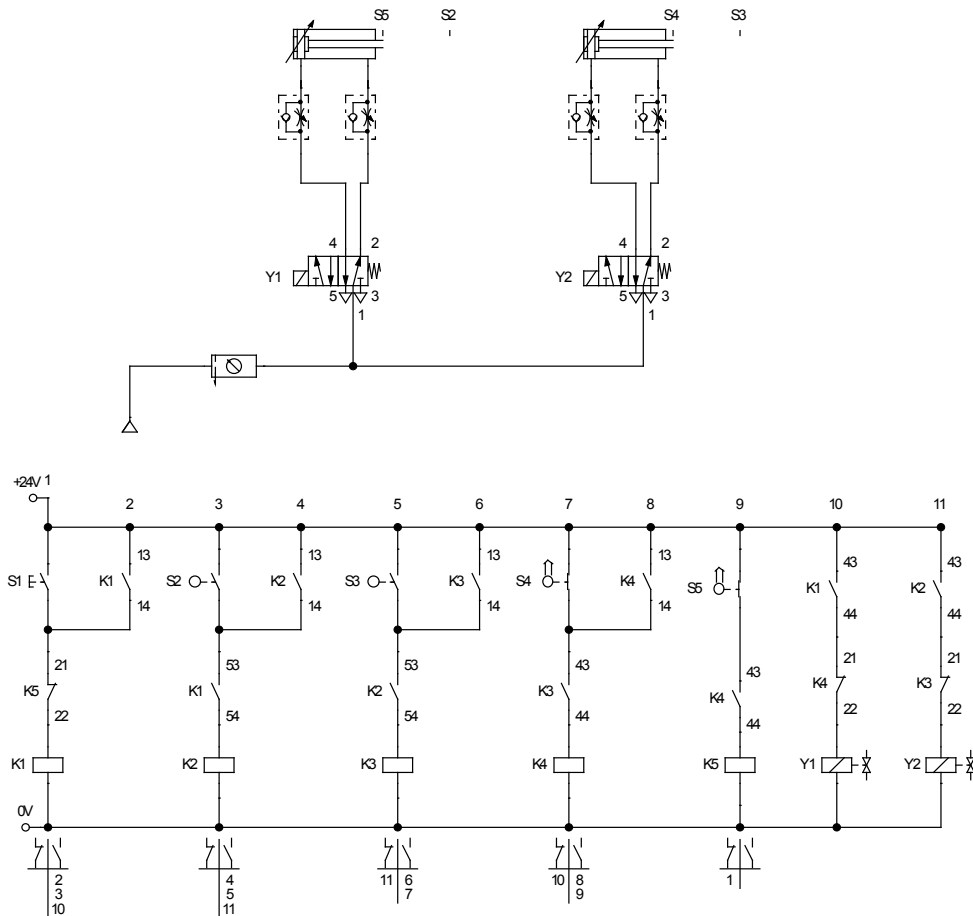 S5 S2 S4 S3
4 2 4 2
Y1 Y2
5 3 5 3
1 1
+24V 1 2 3 4 5 6 7 8 9 10 11
13 13 13 13 43 43
S1 K1 S2 K2 S3 K3 S4 K4 S5 K1 K2
14 14 14 14 44 44
21 53 53 43 43 21 21
K5 K1 K2 K3 K4 K4 K3
22 54 54 44 44 22 22
K1 K2 K3 K4 K5 Y1 Y2
0V
2 4 11 6 10 8 1
3 5 7 9
10 11